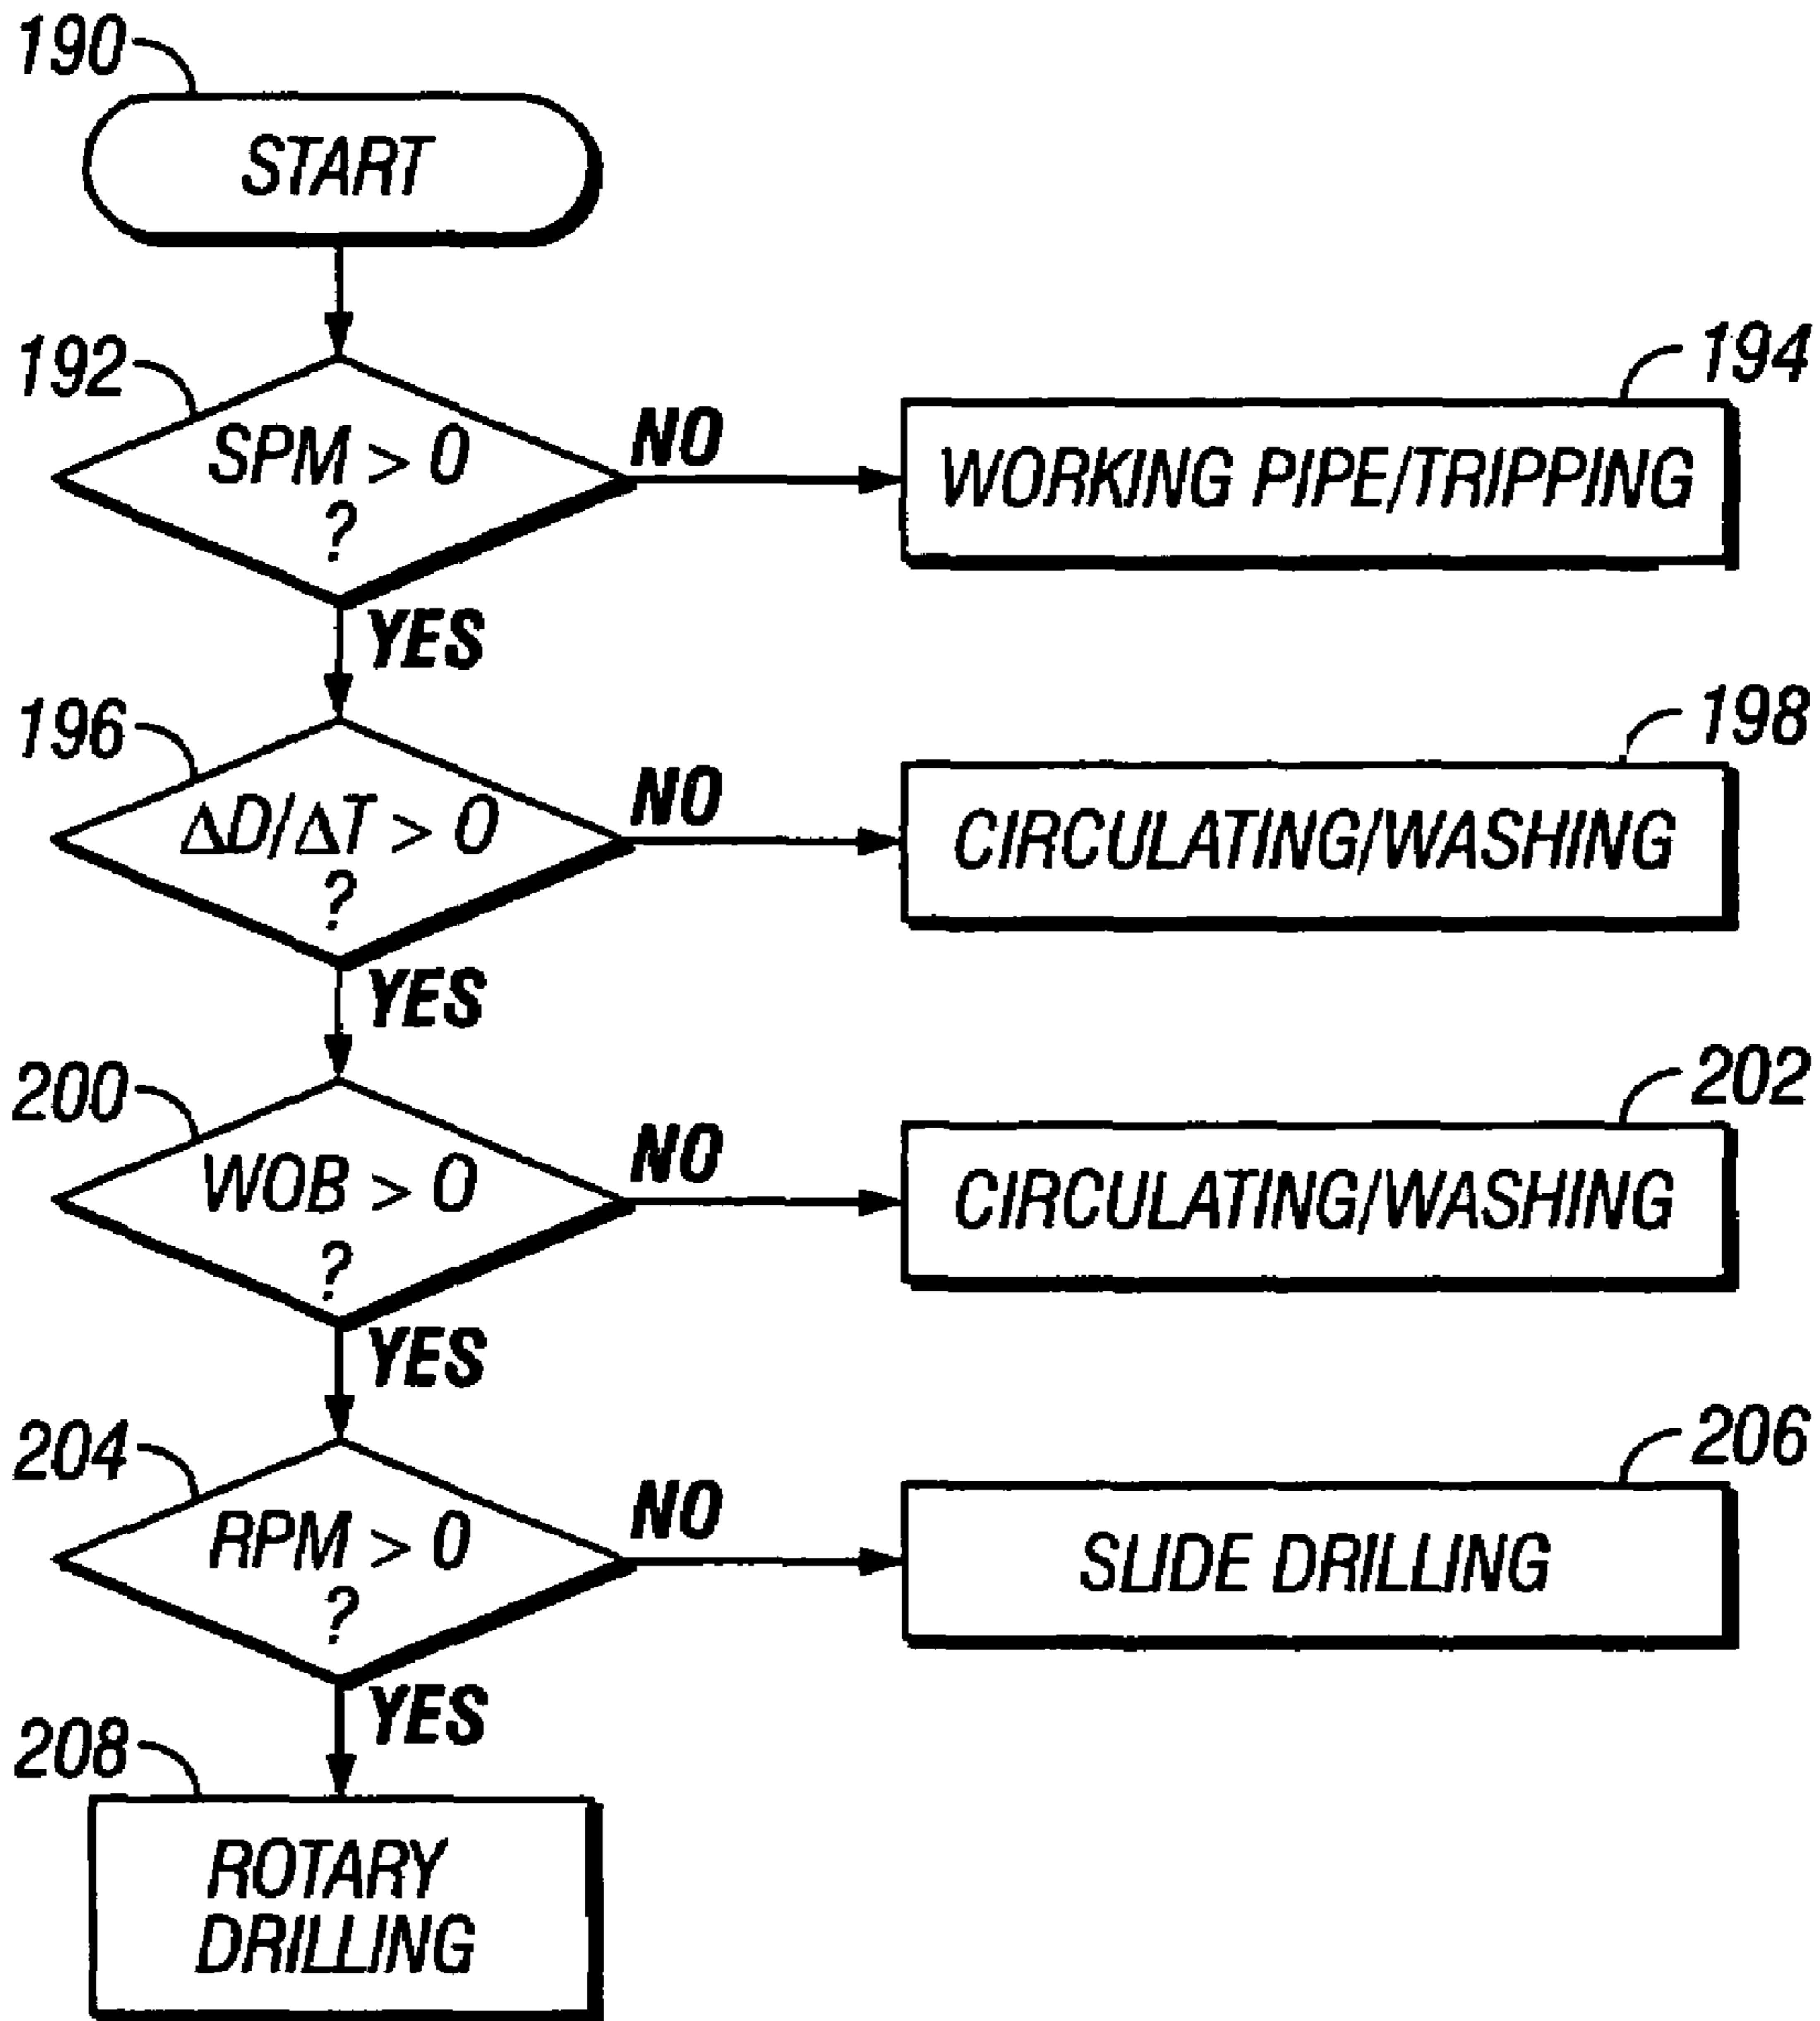 190
START
192
SPM > 0
?
NO
194
WORKING PIPE/TRIPPING
YES
196
ΔD/ΔT > 0
?
NO
198
CIRCULATING/WASHING
YES
200
WOB > 0
?
NO
202
CIRCULATING/WASHING
YES
204
RPM > 0
?
NO
206
SLIDE DRILLING
YES
208
ROTARY
DRILLING